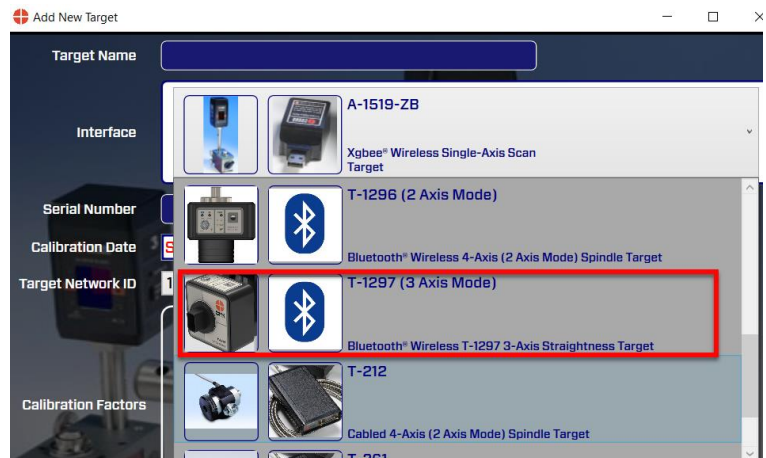 Add New Target
Target Name
Interface
A-1519-ZB
Xgbee® Wireless Single-Axis Scan
Target
T-1296 (2 Axis Mode)
Bluetooth® Wireless 4-Axis (2 Axis Mode) Spindle Target
Serial Number
Calibration Date
S
Target Network ID
1
T-1297 (3 Axis Mode)
Bluetooth® Wireless T-1297 3-Axis Straightness Target
T-212
Calibration Factors
Cabled 4-Axis (2 Axis Mode) Spindle Target
T-261